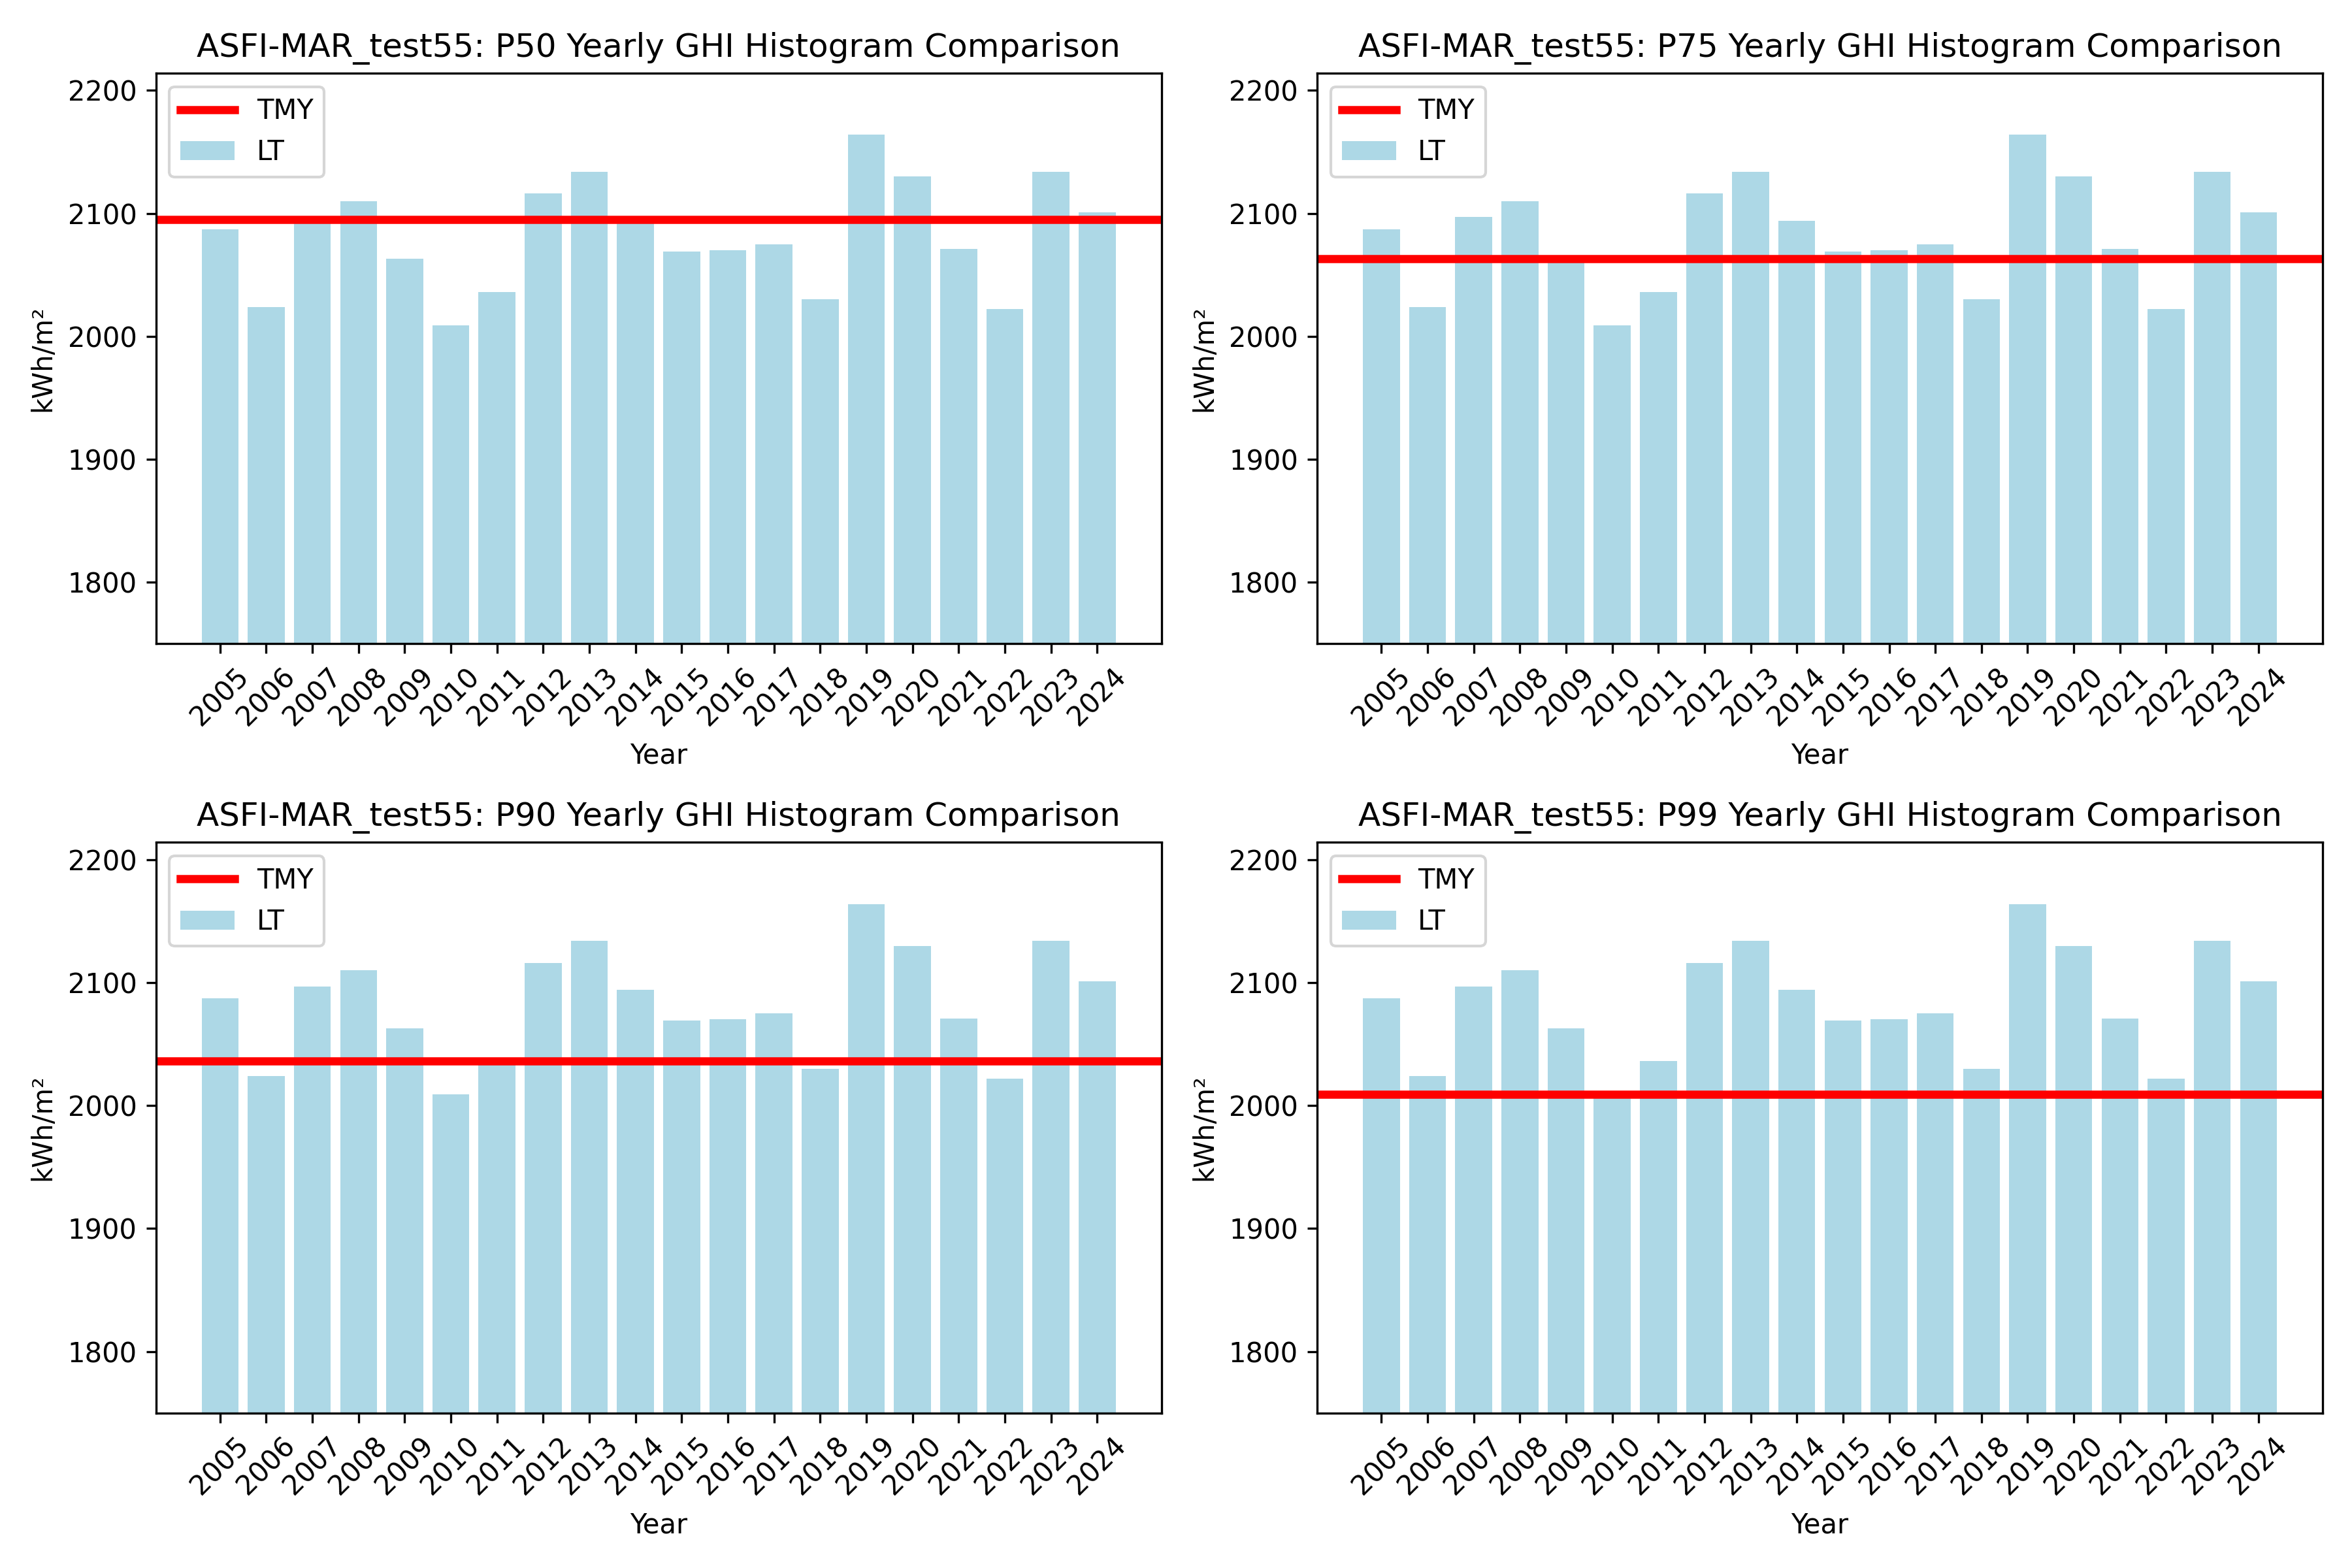 ASFI-MAR_test55: P50 Yearly GHI Histogram Comparison
2200
2100
2000
1900
1800
kWh/m²
TMY
LT
2005 2006 2007 2008 2009 2010 2011 2012 2013 2014 2015 2016 2017 2018 2019 2020 2021 2022 2023 2024
Year
ASFI-MAR_test55: P75 Yearly GHI Histogram Comparison
2200
2100
2000
1900
1800
kWh/m²
TMY
LT
2005 2006 2007 2008 2009 2010 2011 2012 2013 2014 2015 2016 2017 2018 2019 2020 2021 2022 2023 2024
Year
ASFI-MAR_test55: P90 Yearly GHI Histogram Comparison
2200
2100
2000
1900
1800
kWh/m²
TMY
LT
2005 2006 2007 2008 2009 2010 2011 2012 2013 2014 2015 2016 2017 2018 2019 2020 2021 2022 2023 2024
Year
ASFI-MAR_test55: P99 Yearly GHI Histogram Comparison
2200
2100
2000
1900
1800
kWh/m²
TMY
LT
2005 2006 2007 2008 2009 2010 2011 2012 2013 2014 2015 2016 2017 2018 2019 2020 2021 2022 2023 2024
Year